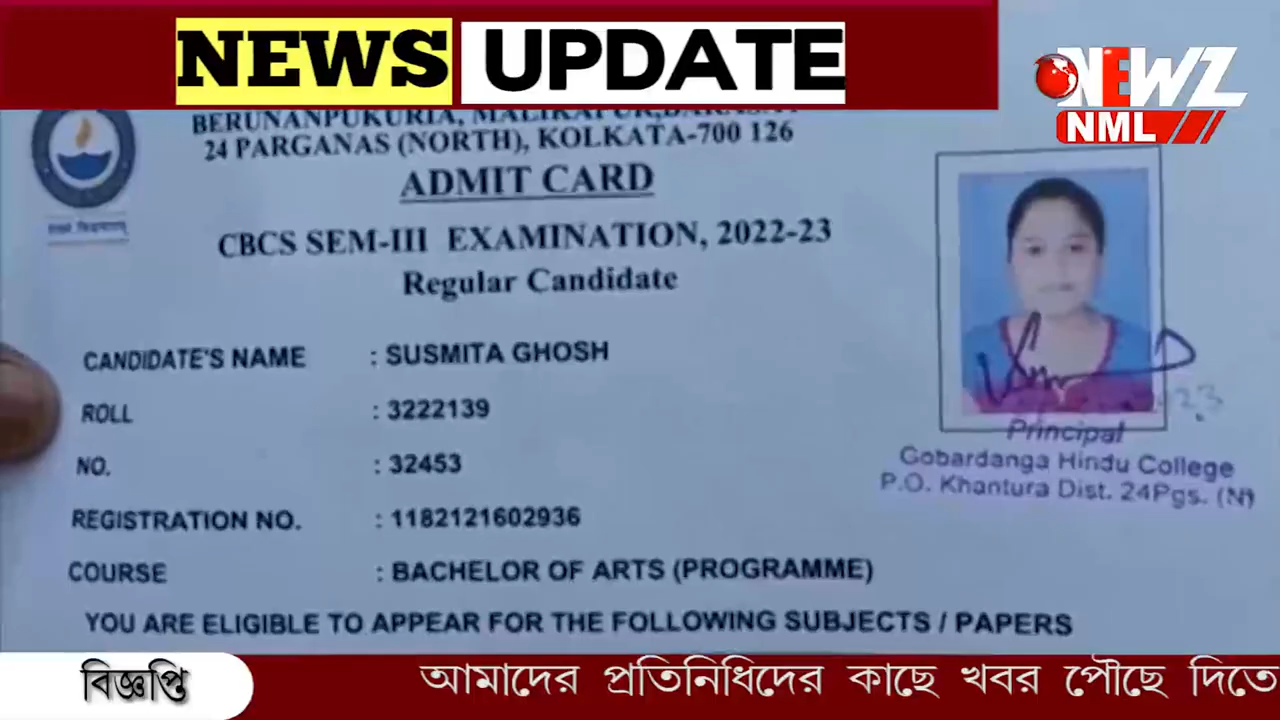 NEWS UPDATE
NEWZ
NML
BERUNANPUKURIA, MALIKAPUR, BARASAT
24 PARGANAS (NORTH), KOLKATA-700 126
ADMIT CARD
CBCS SEM-III EXAMINATION, 2022-23
Regular Candidate
CANDIDATE'S NAME : SUSMITA GHOSH
ROLL : 3222139
NO. : 32453
REGISTRATION NO. : 1182121602936
COURSE : BACHELOR OF ARTS (PROGRAMME)
YOU ARE ELIGIBLE TO APPEAR FOR THE FOLLOWING SUBJECTS / PAPERS
Principal
Gobardanga Hindu College
P.O. Khantura Dist. 24Pgs. (N)
বিজ্ঞপ্তি
আমাদের প্রতিনিধিদের কাছে খবর পৌছে দিতে